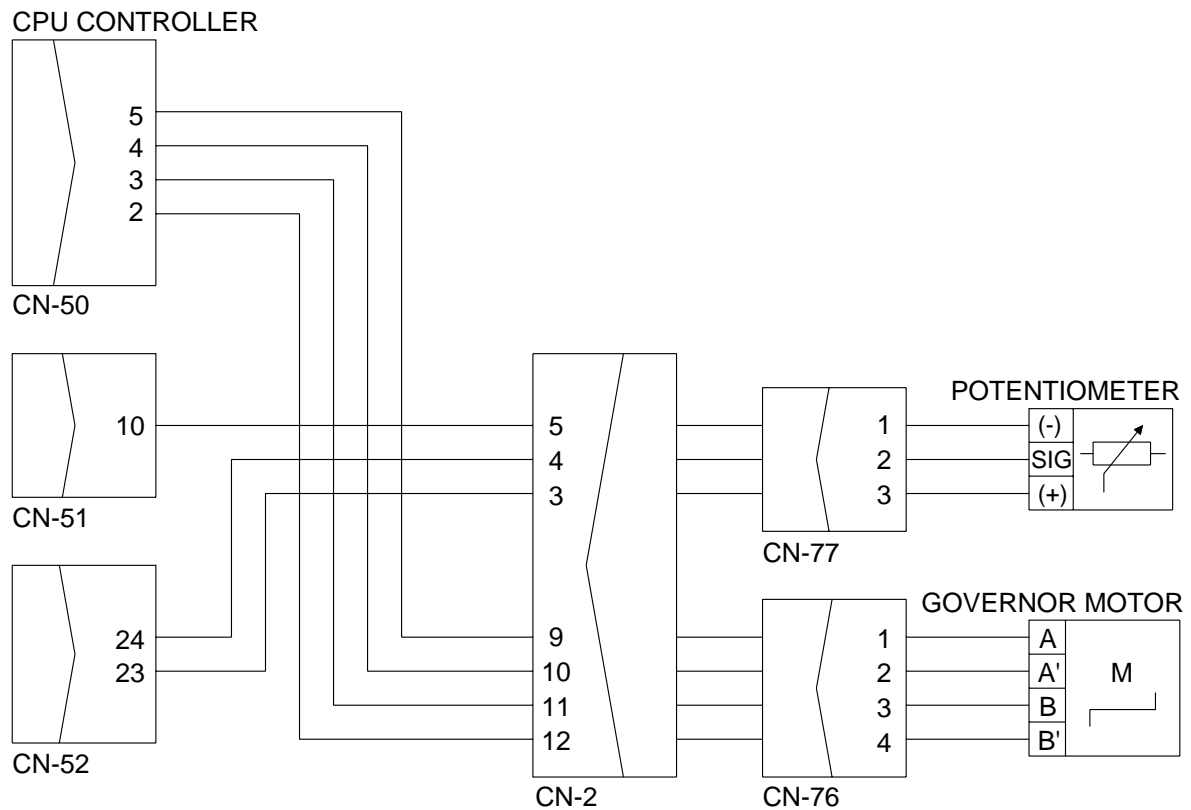 CPU CONTROLLER
5
4
3
2
CN-50
10
CN-51
24
23
CN-52
5
4
3
9
10
11
12
CN-2
1
2
3
CN-77
POTENTIOMETER
(-)
SIG
(+)
1
2
3
4
CN-76
GOVERNOR MOTOR
A
A'
B
B'
M